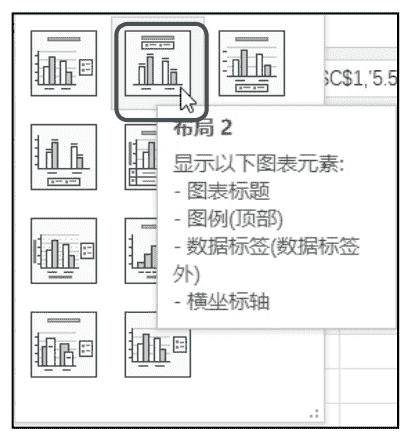 $C$1,'5.5
布局 2
显示以下图表元素:
- 图表标题
- 图例(顶部)
- 数据标签(数据标签
外)
- 横坐标轴